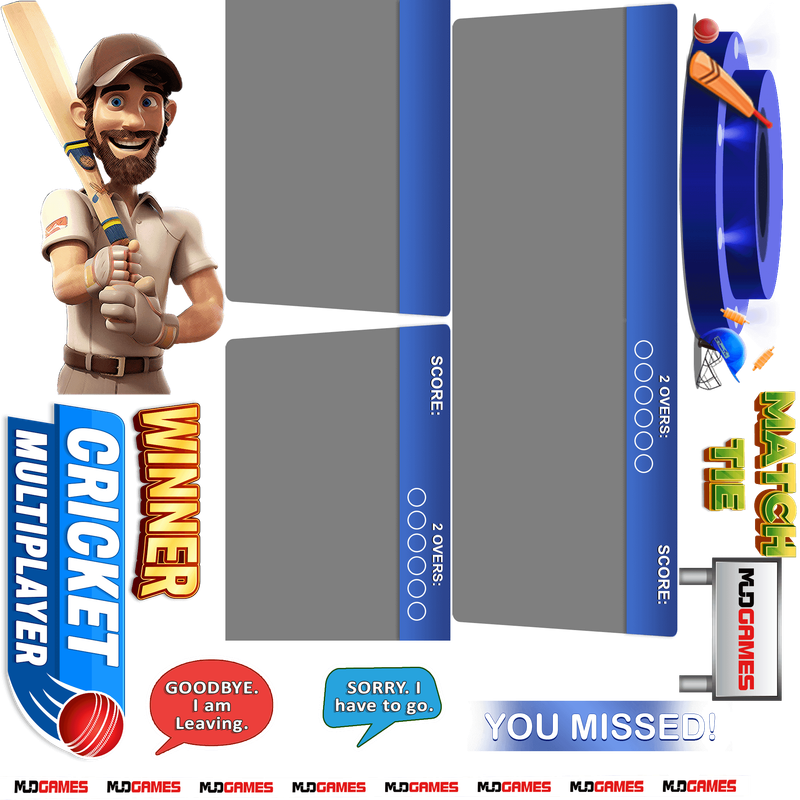 SCORE:
2 OVERS:
2 OVERS:
SCORE:
MATCH
TIE
WINNER
CRICKET
MULTIPLAYER
MJDGAMES
GOODBYE.
I am
Leaving.
SORRY. I
have to go.
YOU MISSED!
MJDGAMES MJDGAMES MJDGAMES MJDGAMES MJDGAMES MJDGAMES MJDGAMES MJDGAMES